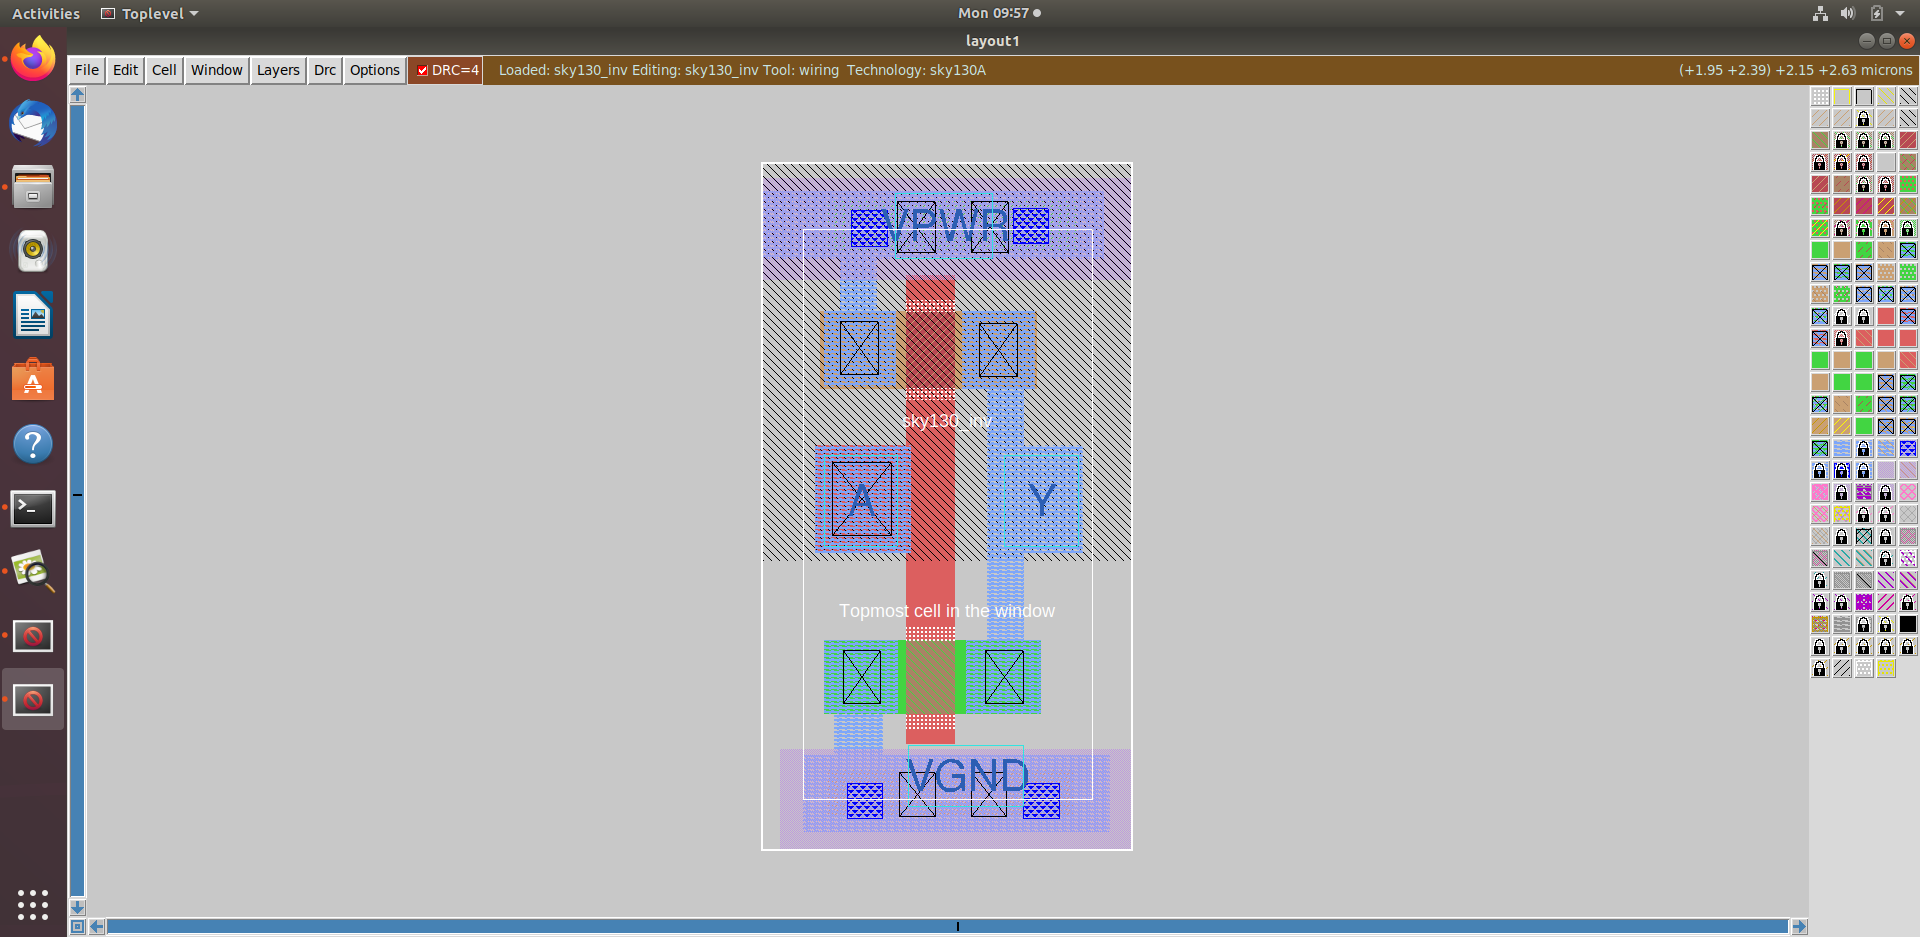 Activities
Toplevel
Mon 09:57
layout1
File Edit Cell Window Layers Drc Options DRC=4 Loaded: sky130_inv Editing: sky130_inv Tool: wiring Technology: sky130A (+1.95 +2.39) +2.15 +2.63 microns
VPWR
sky130_inv
A
Y
Topmost cell in the window
VGND